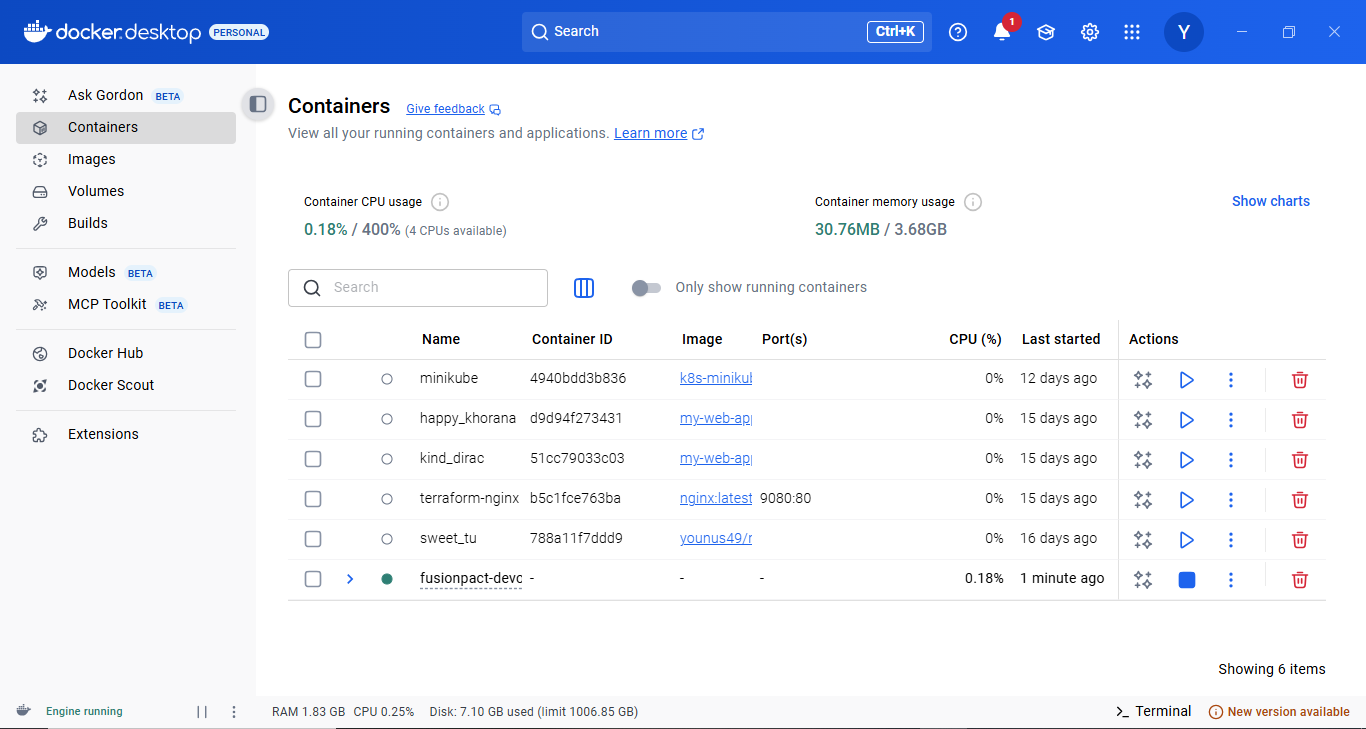 docker.desktop PERSONAL Search Ctrl+K 1 Y
Ask Gordon BETA
Containers
Images
Volumes
Builds
Models BETA
MCP Toolkit BETA
Docker Hub
Docker Scout
Extensions
Containers Give feedback
View all your running containers and applications. Learn more
Container CPU usage
0.18% / 400% (4 CPUs available)
Container memory usage
30.76MB / 3.68GB
Show charts
Search Only show running containers
Name Container ID Image Port(s) CPU (%) Last started Actions
minikube 4940bdd3b836 k8s-minikub 0% 12 days ago
happy_khorana d9d94f273431 my-web-app 0% 15 days ago
kind_dirac 51cc79033c03 my-web-app 0% 15 days ago
terraform-nginx b5c1fce763ba nginx:latest 9080:80 0% 15 days ago
sweet_tu 788a11f7ddd9 younus49/r 0% 16 days ago
fusionpact-devo - - - 0.18% 1 minute ago
Showing 6 items
Engine running RAM 1.83 GB CPU 0.25% Disk: 7.10 GB used (limit 1006.85 GB) >_ Terminal New version available